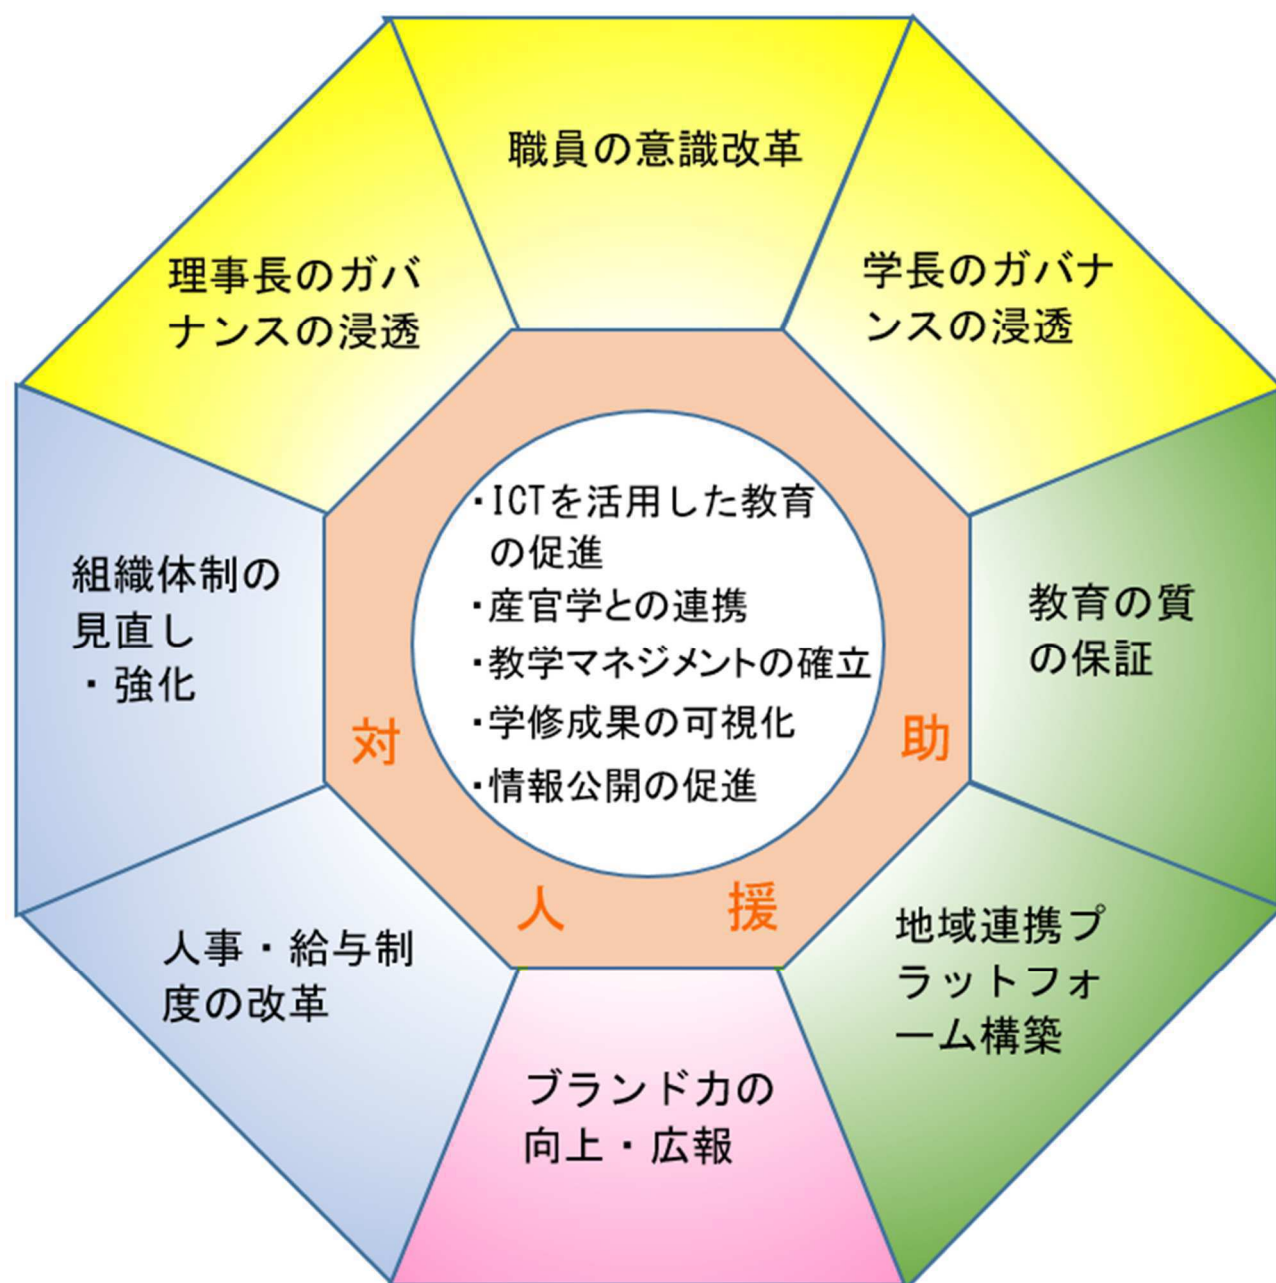 職員の意識改革
理事長のガバ
ナンスの浸透
学長のガバナ
ンスの浸透
・ICTを活用した教育
の促進
・産官学との連携
・教学マネジメントの確立
・学修成果の可視化
・情報公開の促進
組織体制の
見直し
・強化
教育の質
の保証
対
人
援
助
人事・給与制
度の改革
地域連携プ
ラットフォ
ーム構築
ブランド力の
向上・広報